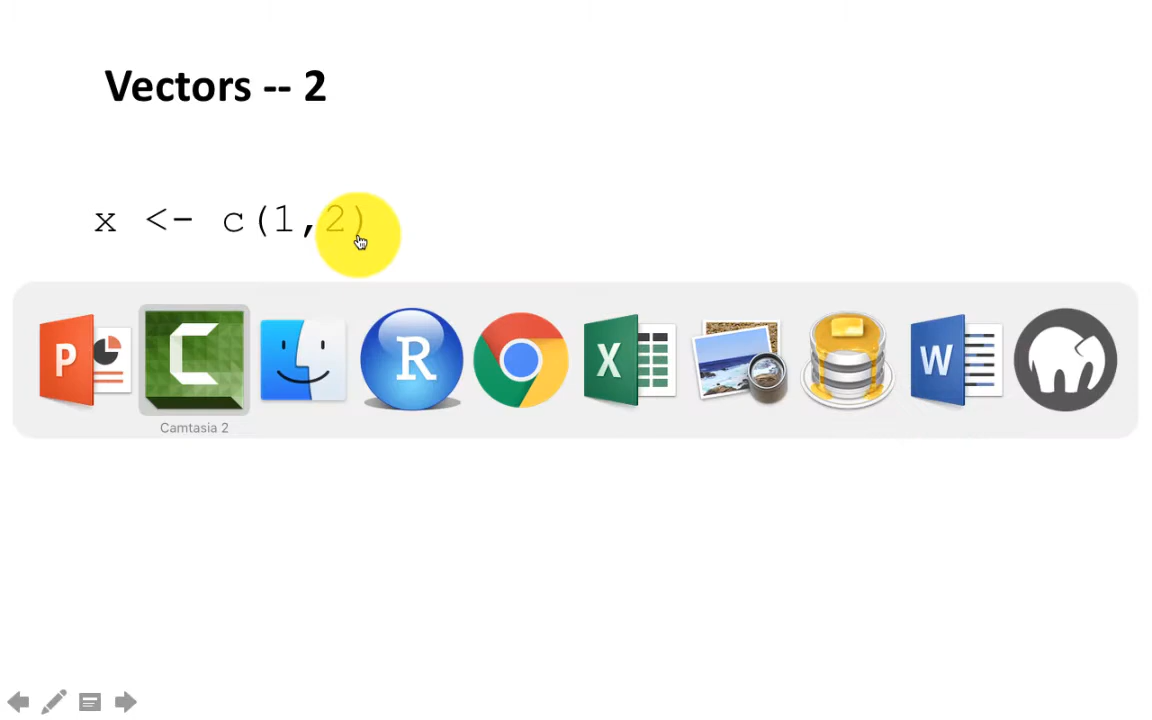 Vectors -- 2
x <- c(1,2)
P
C
R
X
W
Camtasia 2